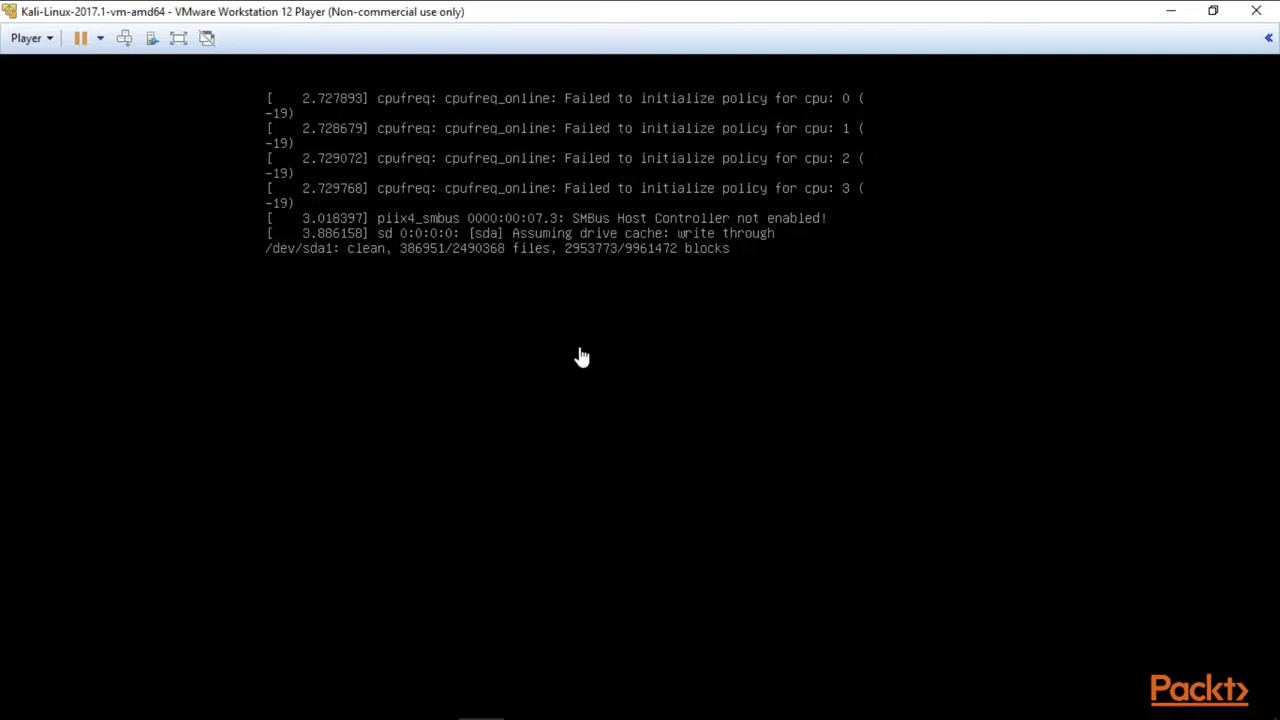 Kali-Linux-2017.1-vm-amd64 - VMware Workstation 12 Player (Non-commercial use only)
Player
[    2.727893] cpufreq: cpufreq_online: Failed to initialize policy for cpu: 0 (
-19)
[    2.728679] cpufreq: cpufreq_online: Failed to initialize policy for cpu: 1 (
-19)
[    2.729072] cpufreq: cpufreq_online: Failed to initialize policy for cpu: 2 (
-19)
[    2.729768] cpufreq: cpufreq_online: Failed to initialize policy for cpu: 3 (
-19)
[    3.018397] piix4_smbus 0000:00:07.3: SMBus Host Controller not enabled!
[    3.886158] sd 0:0:0:0: [sda] Assuming drive cache: write through
/dev/sda1: clean, 386951/2490368 files, 2953773/9961472 blocks
Packt>